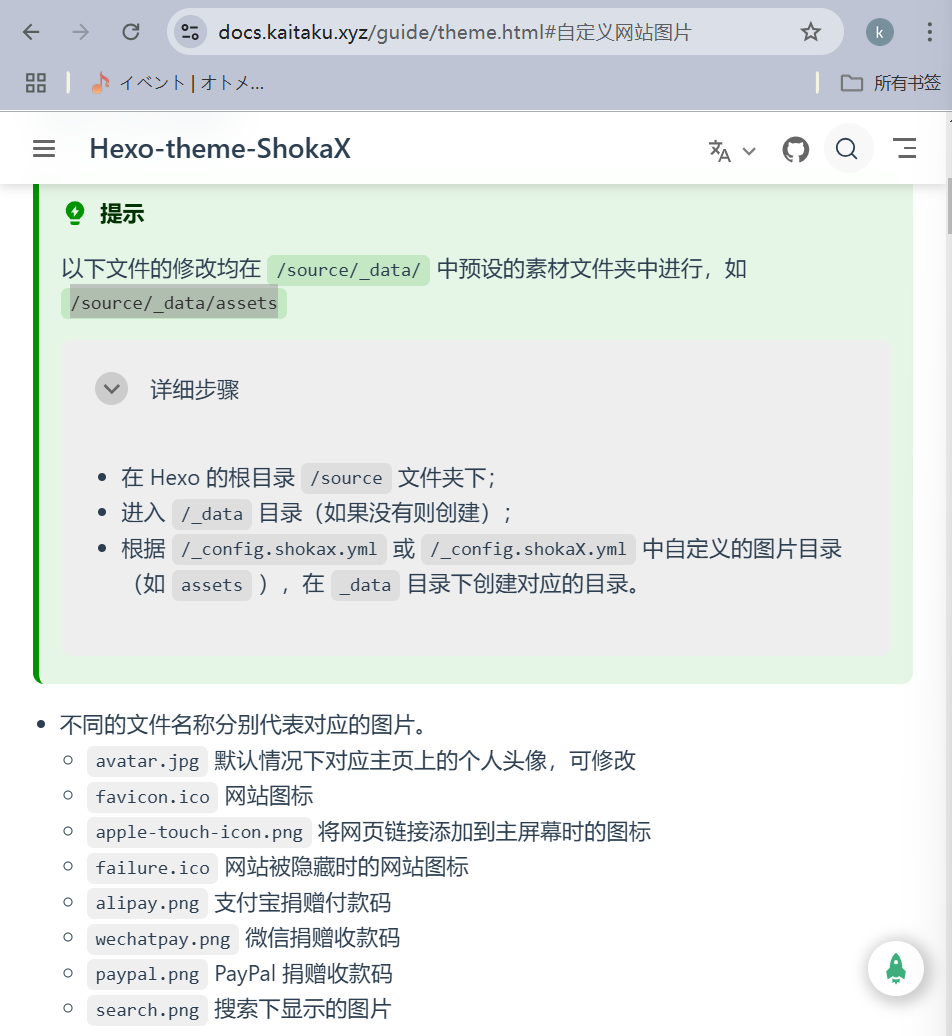 docs.kaitaku.xyz/guide/theme.html#自定义网站图片
k
イベント | オトメ...
所有书签
Hexo-theme-ShokaX
提示
以下文件的修改均在 /source/_data/ 中预设的素材文件夹中进行，如
/source/_data/assets
详细步骤
在 Hexo 的根目录 /source 文件夹下；
进入 /_data 目录（如果没有则创建）；
根据 /_config.shokax.yml 或 /_config.shokaX.yml 中自定义的图片目录
（如 assets ），在 _data 目录下创建对应的目录。
不同的文件名称分别代表对应的图片。
avatar.jpg 默认情况下对应主页上的个人头像，可修改
favicon.ico 网站图标
apple-touch-icon.png 将网页链接添加到主屏幕时的图标
failure.ico 网站被隐藏时的网站图标
alipay.png 支付宝捐赠付款码
wechatpay.png 微信捐赠收款码
paypal.png PayPal 捐赠收款码
search.png 搜索下显示的图片